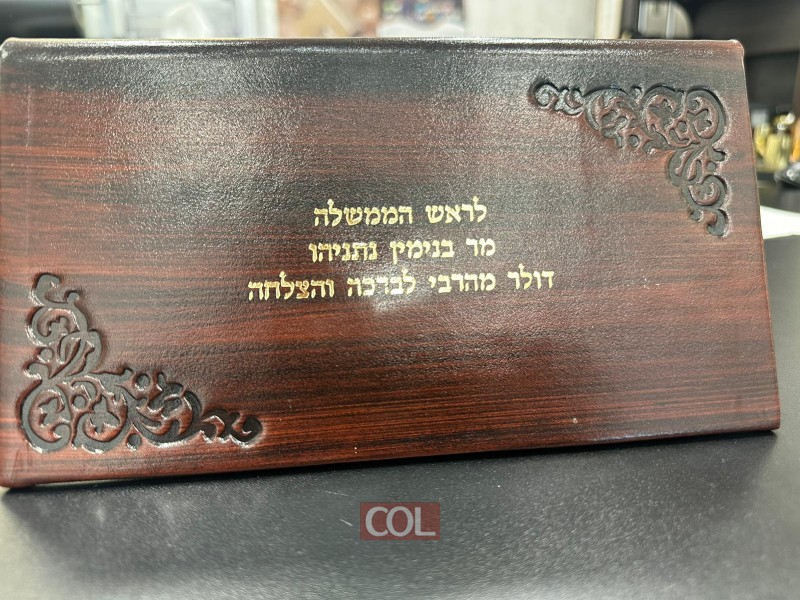 לראש הממשלה
מר בנימין נתניהו
דולר מהרבי לברכה והצלחה
COL